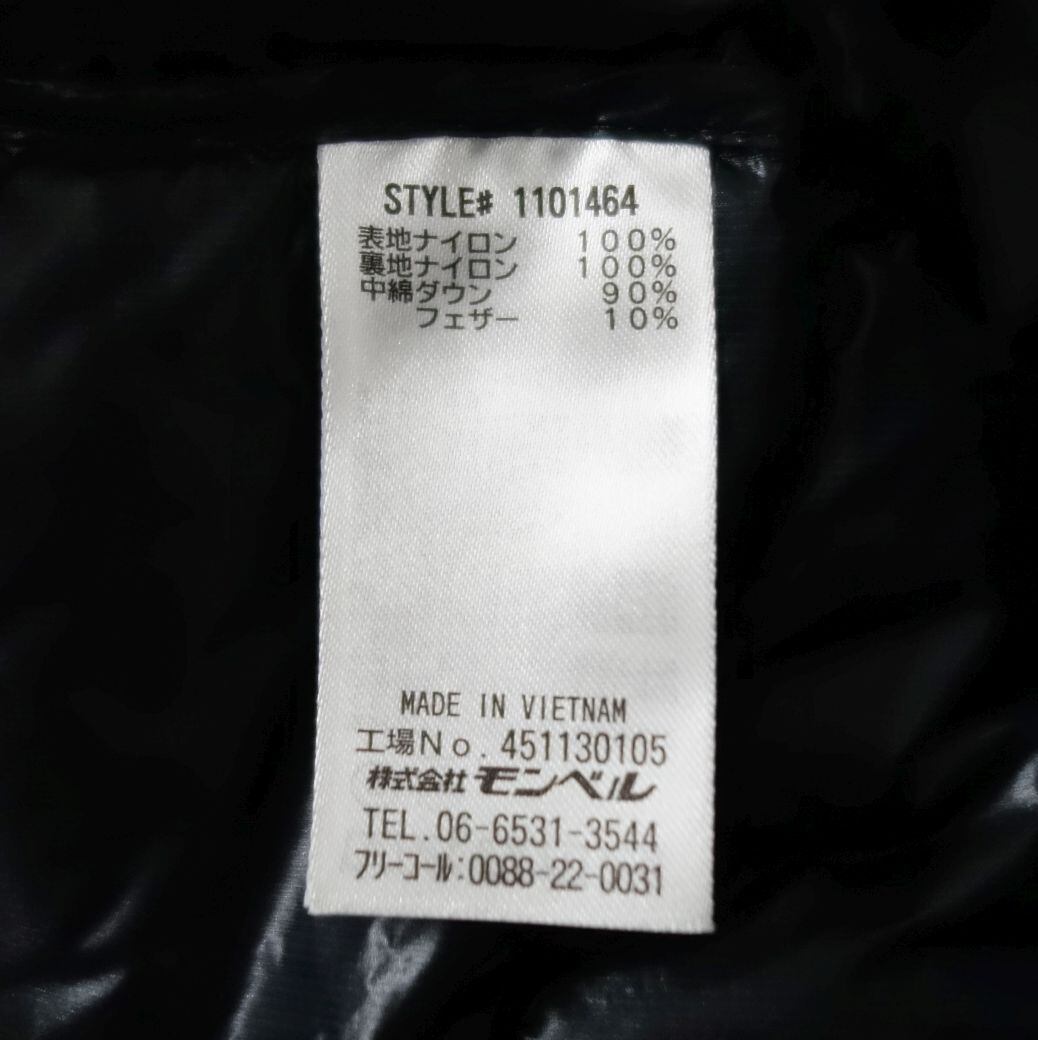 STYLE# 1101464
表地ナイロン 100%
裏地ナイロン 100%
中綿ダウン 90%
フェザー 10%
MADE IN VIETNAM
工場No. 451130105
株式会社モンベル
TEL.06-6531-3544
フリーコール:0088-22-0031